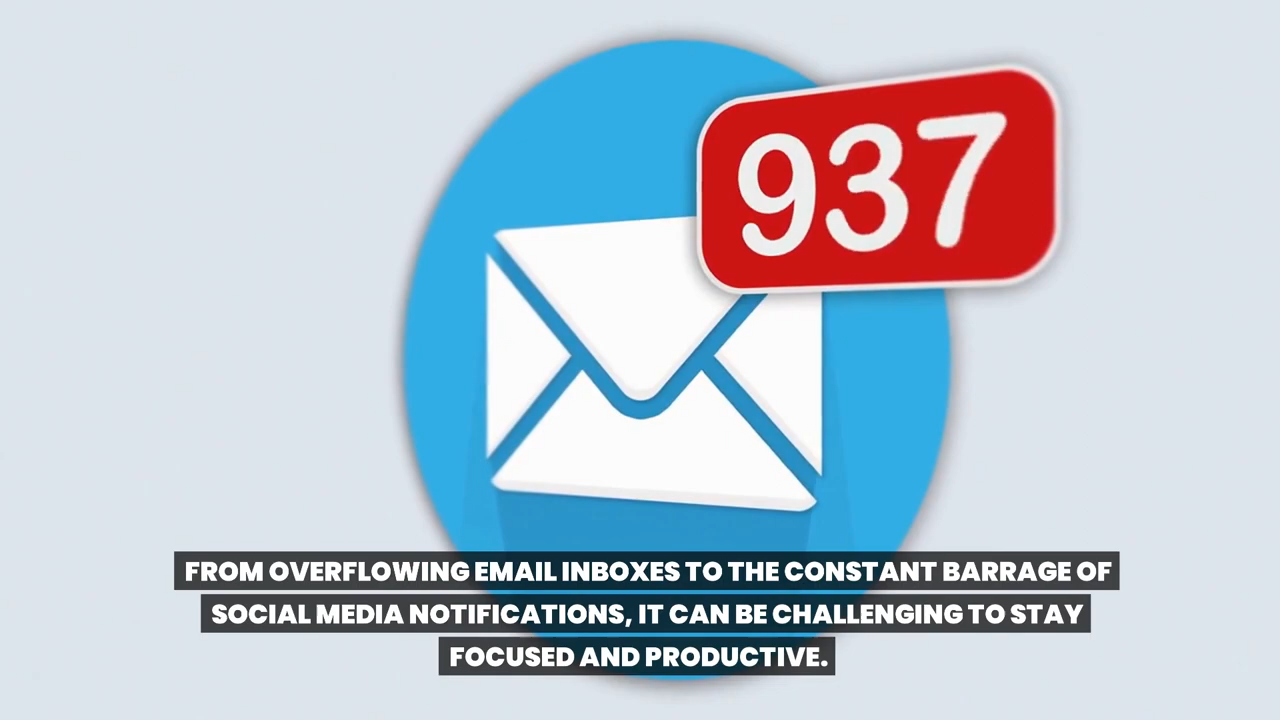 937
FROM OVERFLOWING EMAIL INBOXES TO THE CONSTANT BARRAGE OF
SOCIAL MEDIA NOTIFICATIONS, IT CAN BE CHALLENGING TO STAY
FOCUSED AND PRODUCTIVE.